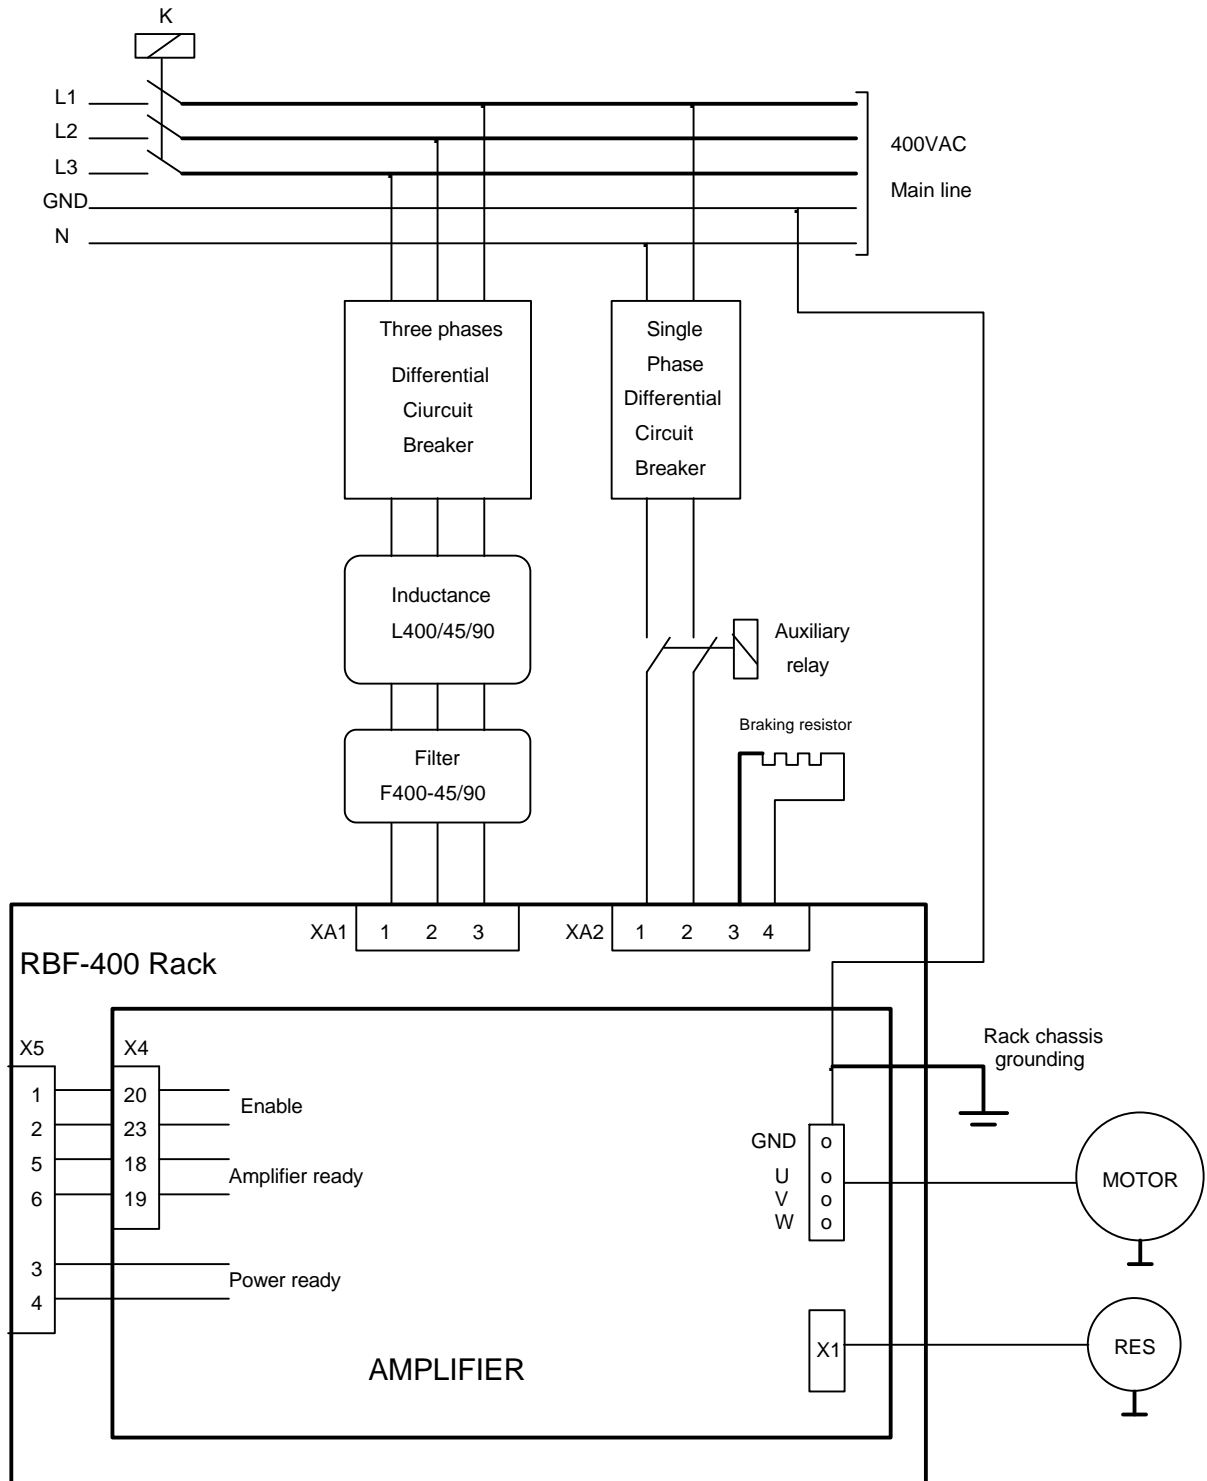 K
L1
L2
L3
GND
N
400VAC
Main line
Three phases
Differential
Ciurcuit
Breaker
Single
Phase
Differential
Circuit
Breaker
Inductance
L400/45/90
Auxiliary
relay
Braking resistor
Filter
F400-45/90
XA1 1 2 3
XA2 1 2 3 4
RBF-400 Rack
Rack chassis
grounding
X5
X4
1 20
Enable
2 23
5 18
Amplifier ready
6 19
3
Power ready
4
GND o
U o
V o
W o
MOTOR
X1
RES
AMPLIFIER